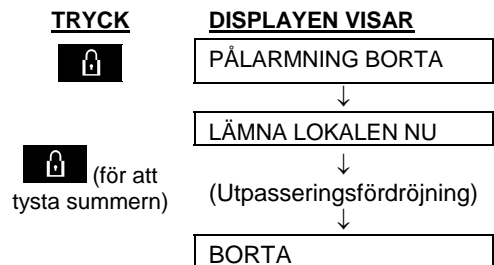 TRYCK DISPLAYEN VISAR
PÅLARMNING BORTA
↓
LÄMNA LOKALEN NU
↓
(för att
tysta summern)
(Utpasseringsfördröjning)
↓
BORTA